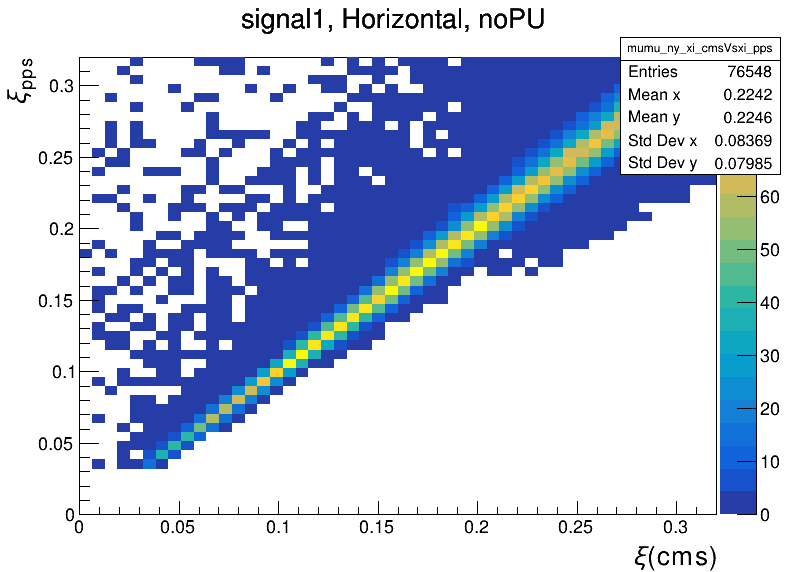 signal1, Horizontal, noPU
mumu_ny_xi_cmsVsxi_pps
Entries 76548
Mean x 0.2242
Mean y 0.2246
Std Dev x 0.08369
Std Dev y 0.07985
ξpps
0.3
0.25
0.2
0.15
0.1
0.05
0
0 0.05 0.1 0.15 0.2 0.25 0.3
ξ(cms)
60
50
40
30
20
10
0